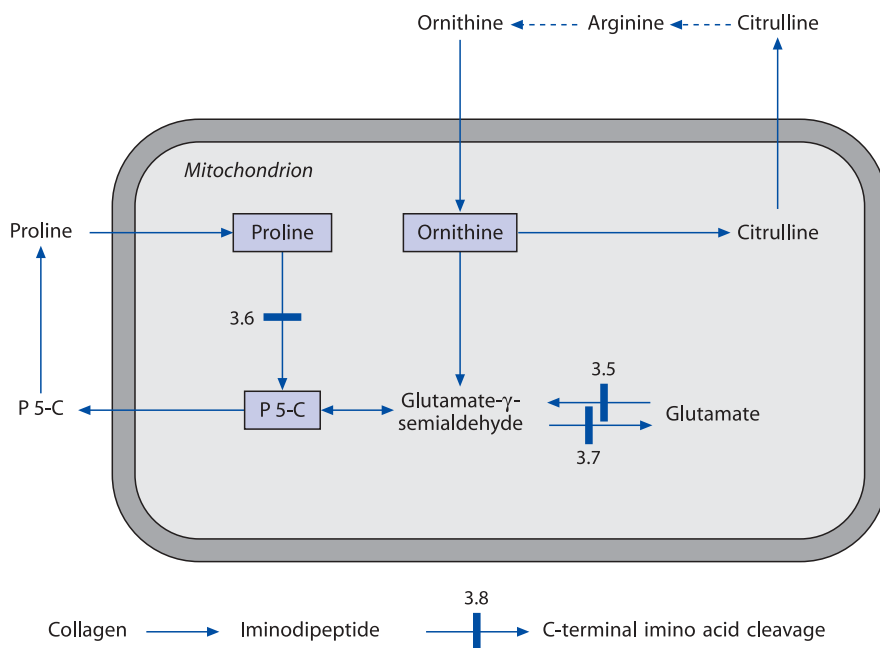 Ornithine Arginine Citrulline
Mitochondrion
Proline Proline Ornithine Citrulline
3.6
3.5
P 5-C P 5-C Glutamate-γ-
semialdehyde
Glutamate
3.7
3.8
Collagen Iminodipeptide C-terminal imino acid cleavage